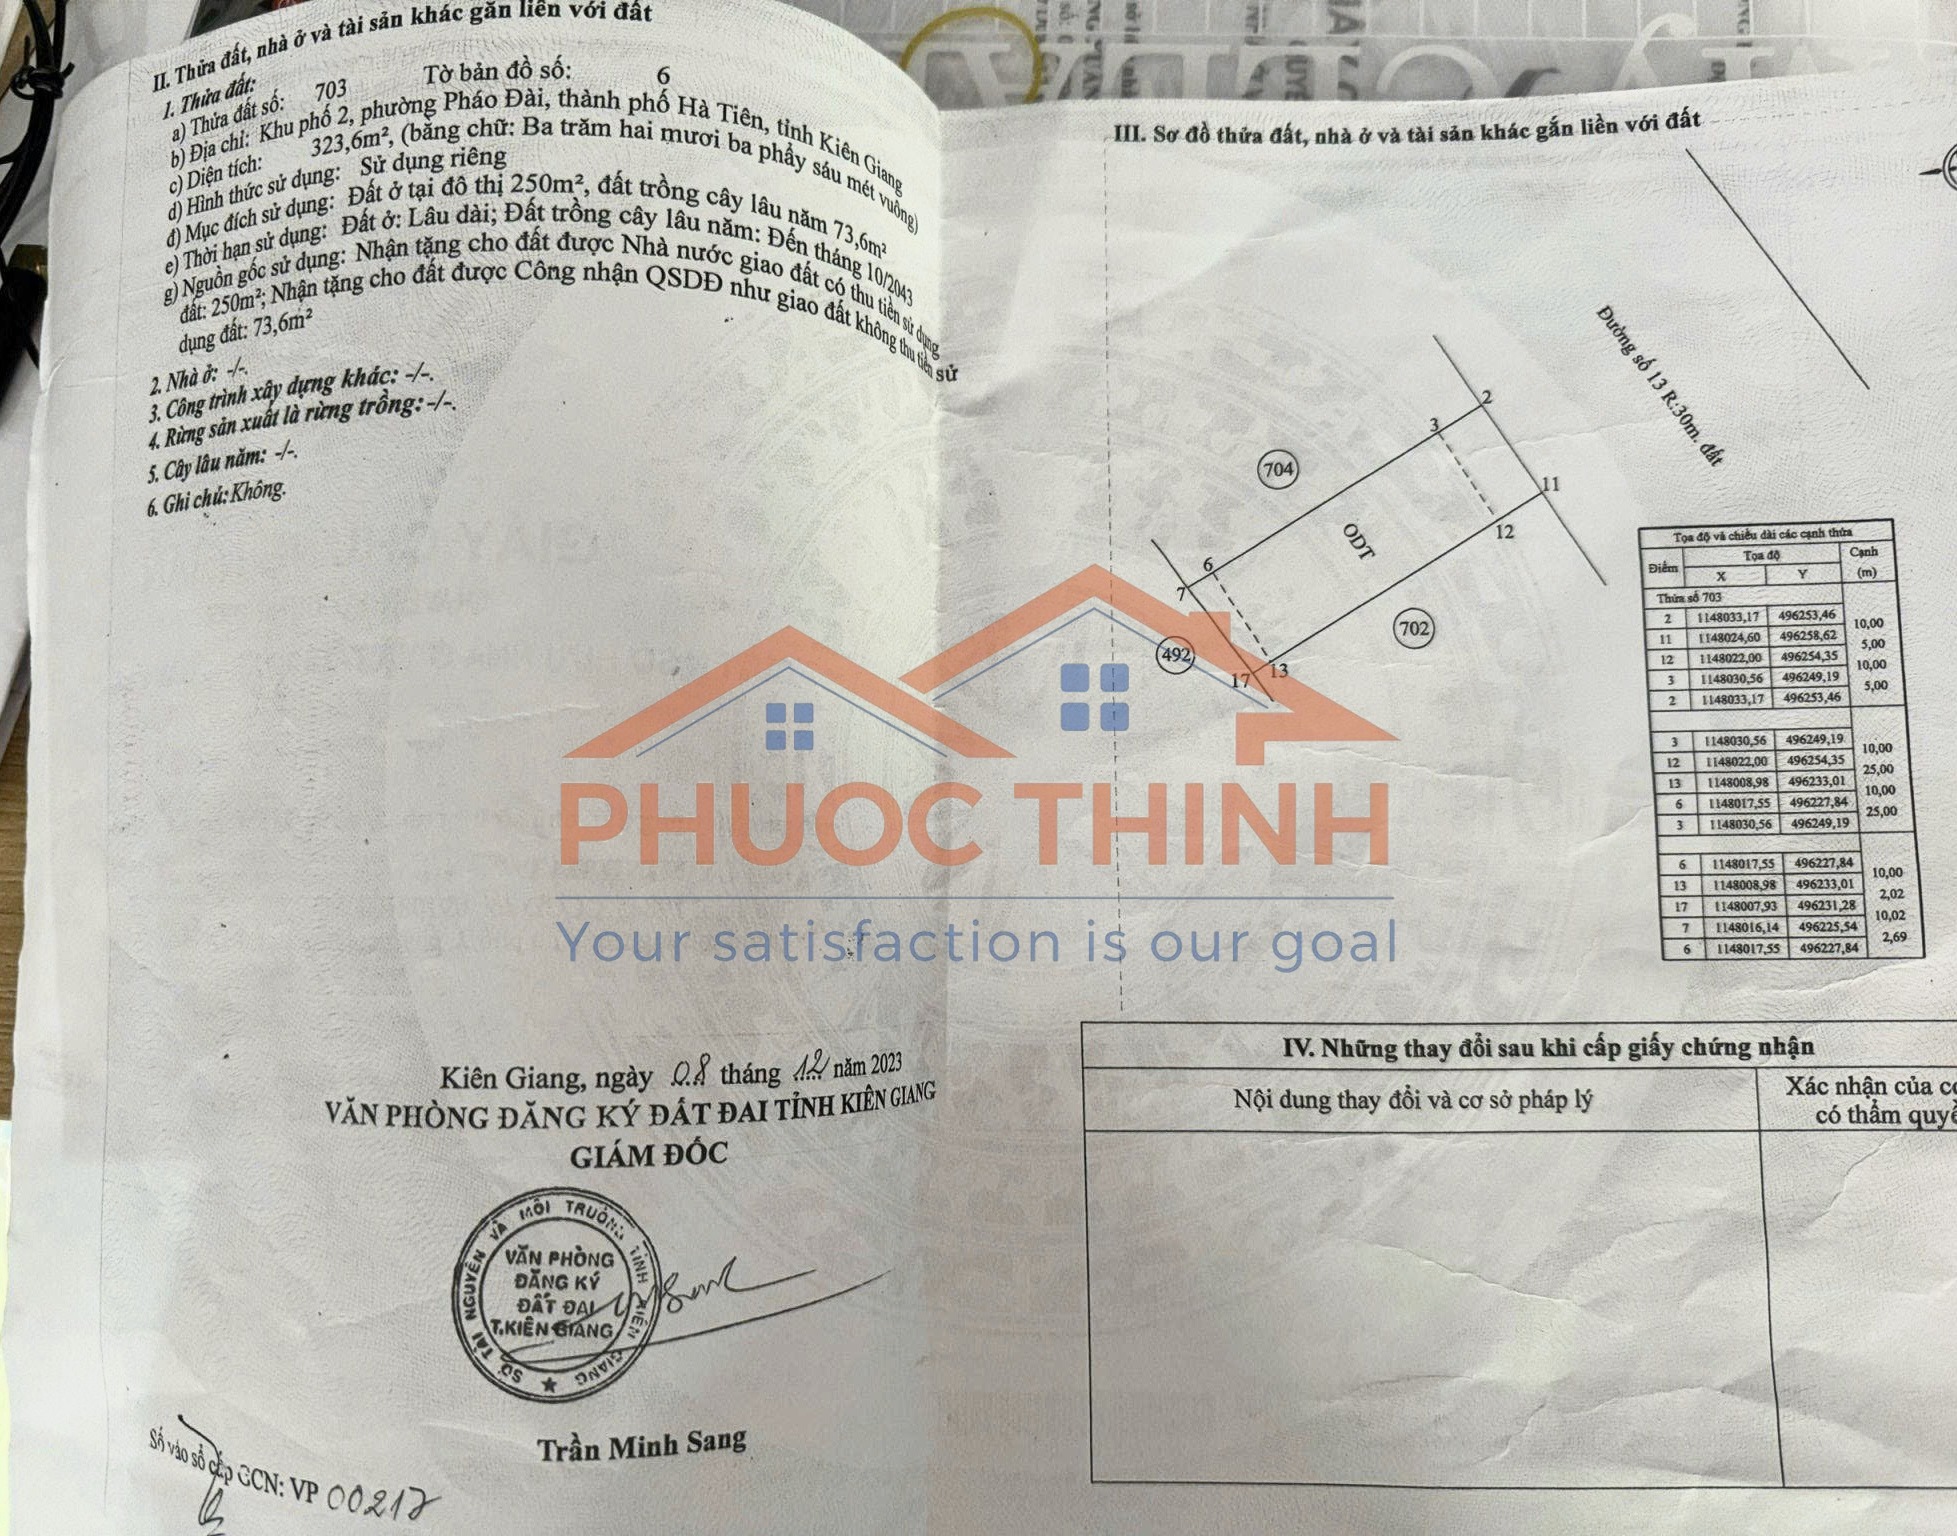 II. Thửa đất, nhà ở và tài sản khác gắn liền với đất
1. Thửa đất:
a) Thửa đất số: 703 Tờ bản đồ số: 6
b) Địa chỉ: Khu phố 2, phường Pháo Đài, thành phố Hà Tiên, tỉnh Kiên Giang
c) Diện tích: 323,6m², (bằng chữ: Ba trăm hai mươi ba phẩy sáu mét vuông)
d) Hình thức sử dụng: Sử dụng riêng
đ) Mục đích sử dụng: Đất ở tại đô thị 250m², đất trồng cây lâu năm 73,6m²
e) Thời hạn sử dụng: Đất ở: Lâu dài; Đất trồng cây lâu năm: Đến tháng 10/2043
g) Nguồn gốc sử dụng: Nhận tặng cho đất được Nhà nước giao đất có thu tiền sử dụng
đất: 250m²; Nhận tặng cho đất được Công nhận QSDĐ như giao đất không thu tiền sử
dụng đất: 73,6m²
2. Nhà ở: -/-.
3. Công trình xây dựng khác: -/-.
4. Rừng sản xuất là rừng trồng: -/-.
5. Cây lâu năm: -/-.
6. Ghi chú: Không.
Kiên Giang, ngày 08 tháng 12 năm 2023
VĂN PHÒNG ĐĂNG KÝ ĐẤT ĐAI TỈNH KIÊN GIANG
GIÁM ĐỐC
SỞ TÀI NGUYÊN VÀ MÔI TRƯỜNG TỈNH KIÊN GIANG
VĂN PHÒNG
ĐĂNG KÝ
ĐẤT ĐAI
T.KIÊN GIANG
Trần Minh Sang
Số vào sổ cấp GCN: VP 00217
III. Sơ đồ thửa đất, nhà ở và tài sản khác gắn liền với đất
Đường số 13 R:30m. đất
2
3
704
11
ODT
12
6
7
702
492
13
17
Tọa độ và chiều dài các cạnh thửa
Điểm Tọa độ Cạnh
X Y (m)
Thửa số 703
2 1148033,17 496253,46
10,00
11 1148024,60 496258,62
5,00
12 1148022,00 496254,35
10,00
3 1148030,56 496249,19
5,00
2 1148033,17 496253,46
3 1148030,56 496249,19
10,00
12 1148022,00 496254,35
25,00
13 1148008,98 496233,01
10,00
6 1148017,55 496227,84
25,00
3 1148030,56 496249,19
6 1148017,55 496227,84
10,00
13 1148008,98 496233,01
2,02
17 1148007,93 496231,28
10,02
7 1148016,14 496225,54
2,69
6 1148017,55 496227,84
PHUOC THINH
Your satisfaction is our goal
IV. Những thay đổi sau khi cấp giấy chứng nhận
Nội dung thay đổi và cơ sở pháp lý
Xác nhận của
có thẩm